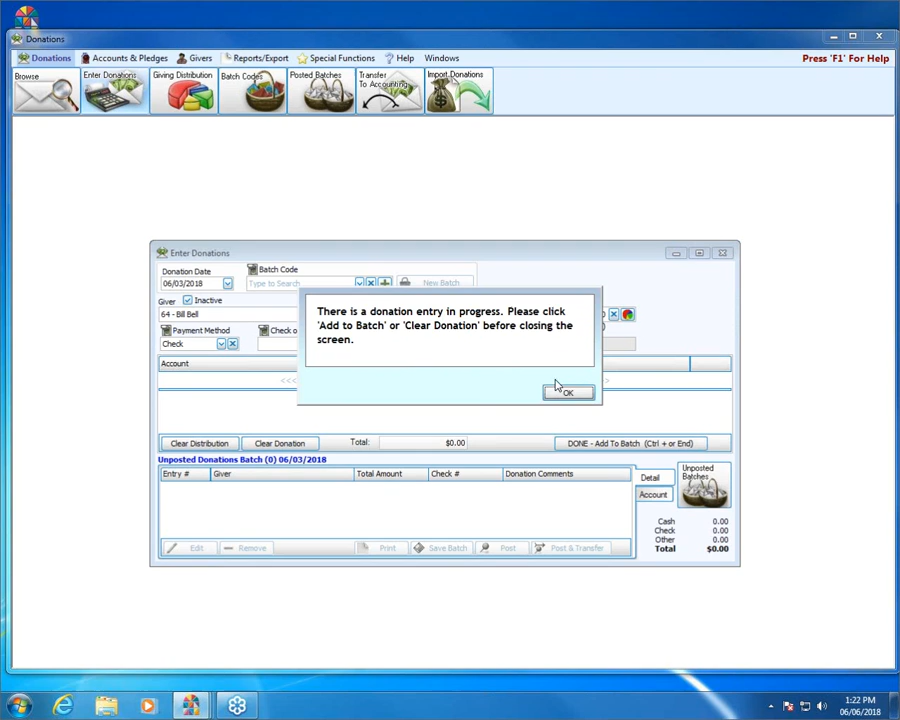 Donations
Donations Accounts & Pledges Givers Reports/Export Special Functions Help Windows Press 'F1' For Help
Browse Enter Donations Giving Distribution Batch Codes Posted Batches Transfer To Accounting Import Donations
Enter Donations
Donation Date Batch Code
06/03/2018 Type to Search New Batch
Giver Inactive
64 - Bill Bell
Payment Method Check o
Check
Account
<<< >
There is a donation entry in progress. Please click
'Add to Batch' or 'Clear Donation' before closing the
screen.
OK
Clear Distribution Clear Donation Total: $0.00 DONE - Add To Batch (Ctrl + or End)
Unposted Donations Batch (0) 06/03/2018
Entry # Giver Total Amount Check # Donation Comments
Detail
Account
Unposted Batches
Cash 0.00
Check 0.00
Other 0.00
Total $0.00
Edit Remove Print Save Batch Post Post & Transfer
1:22 PM
06/06/2018